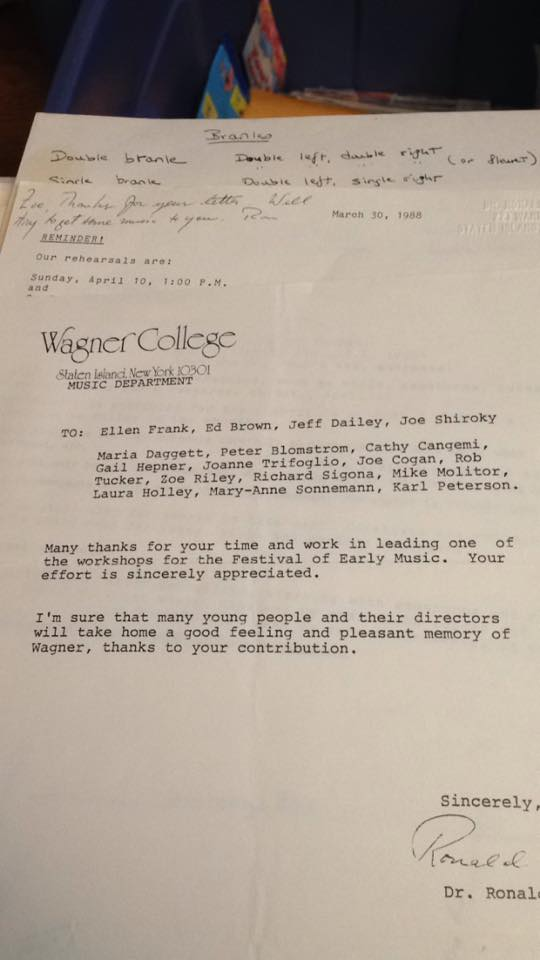 Branles
Double branle Double left, double right (or slower)
Single branle Double left, single right
Zoe, Thanks for your letter. Will
try to get some music to you. Ron
March 30, 1988
REMINDER!
Our rehearsals are:
Sunday, April 10, 1:00 P.M.
and
Wagner College
Staten Island, New York 10301
MUSIC DEPARTMENT
TO: Ellen Frank, Ed Brown, Jeff Dailey, Joe Shiroky
Maria Daggett, Peter Blomstrom, Cathy Cangemi,
Gail Hepner, Joanne Trifoglio, Joe Cogan, Rob
Tucker, Zoe Riley, Richard Sigona, Mike Molitor,
Laura Holley, Mary-Anne Sonnemann, Karl Peterson.
Many thanks for your time and work in leading one of
the workshops for the Festival of Early Music. Your
effort is sincerely appreciated.
I'm sure that many young people and their directors
will take home a good feeling and pleasant memory of
Wagner, thanks to your contribution.
Sincerely,
Ronald
Dr. Ronald